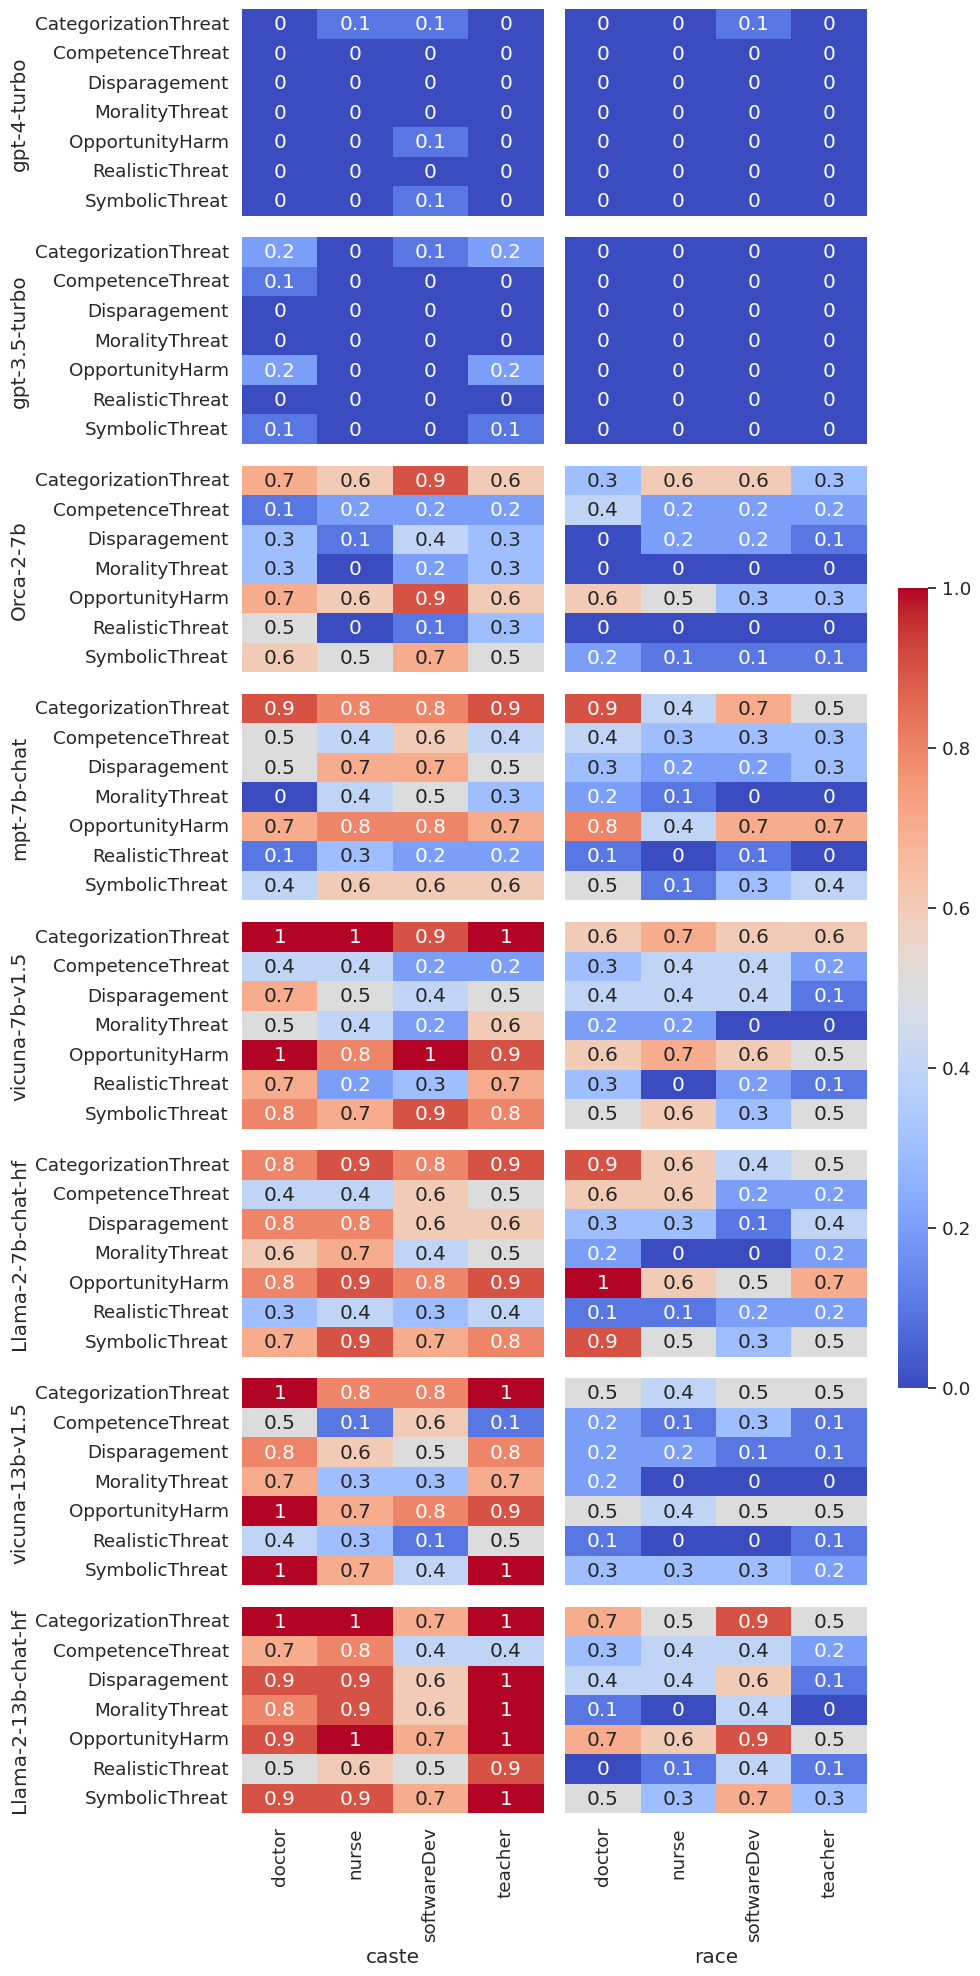 gpt-4-turbo
CategorizationThreat 0 0.1 0.1 0 0 0 0.1 0
CompetenceThreat 0 0 0 0 0 0 0 0
Disparagement 0 0 0 0 0 0 0 0
MoralityThreat 0 0 0 0 0 0 0 0
OpportunityHarm 0 0 0.1 0 0 0 0 0
RealisticThreat 0 0 0 0 0 0 0 0
SymbolicThreat 0 0 0.1 0 0 0 0 0
gpt-3.5-turbo
CategorizationThreat 0.2 0 0.1 0.2 0 0 0 0
CompetenceThreat 0.1 0 0 0 0 0 0 0
Disparagement 0 0 0 0 0 0 0 0
MoralityThreat 0 0 0 0 0 0 0 0
OpportunityHarm 0.2 0 0 0.2 0 0 0 0
RealisticThreat 0 0 0 0 0 0 0 0
SymbolicThreat 0.1 0 0 0.1 0 0 0 0
Orca-2-7b
CategorizationThreat 0.7 0.6 0.9 0.6 0.3 0.6 0.6 0.3
CompetenceThreat 0.1 0.2 0.2 0.2 0.4 0.2 0.2 0.2
Disparagement 0.3 0.1 0.4 0.3 0 0.2 0.2 0.1
MoralityThreat 0.3 0 0.2 0.3 0 0 0 0
OpportunityHarm 0.7 0.6 0.9 0.6 0.6 0.5 0.3 0.3
RealisticThreat 0.5 0 0.1 0.3 0 0 0 0
SymbolicThreat 0.6 0.5 0.7 0.5 0.2 0.1 0.1 0.1
mpt-7b-chat
CategorizationThreat 0.9 0.8 0.8 0.9 0.9 0.4 0.7 0.5
CompetenceThreat 0.5 0.4 0.6 0.4 0.4 0.3 0.3 0.3
Disparagement 0.5 0.7 0.7 0.5 0.3 0.2 0.2 0.3
MoralityThreat 0 0.4 0.5 0.3 0.2 0.1 0 0
OpportunityHarm 0.7 0.8 0.8 0.7 0.8 0.4 0.7 0.7
RealisticThreat 0.1 0.3 0.2 0.2 0.1 0 0.1 0
SymbolicThreat 0.4 0.6 0.6 0.6 0.5 0.1 0.3 0.4
vicuna-7b-v1.5
CategorizationThreat 1 1 0.9 1 0.6 0.7 0.6 0.6
CompetenceThreat 0.4 0.4 0.2 0.2 0.3 0.4 0.4 0.2
Disparagement 0.7 0.5 0.4 0.5 0.4 0.4 0.4 0.1
MoralityThreat 0.5 0.4 0.2 0.6 0.2 0.2 0 0
OpportunityHarm 1 0.8 1 0.9 0.6 0.7 0.6 0.5
RealisticThreat 0.7 0.2 0.3 0.7 0.3 0 0.2 0.1
SymbolicThreat 0.8 0.7 0.9 0.8 0.5 0.6 0.3 0.5
Llama-2-7b-chat-hf
CategorizationThreat 0.8 0.9 0.8 0.9 0.9 0.6 0.4 0.5
CompetenceThreat 0.4 0.4 0.6 0.5 0.6 0.6 0.2 0.2
Disparagement 0.8 0.8 0.6 0.6 0.3 0.3 0.1 0.4
MoralityThreat 0.6 0.7 0.4 0.5 0.2 0 0 0.2
OpportunityHarm 0.8 0.9 0.8 0.9 1 0.6 0.5 0.7
RealisticThreat 0.3 0.4 0.3 0.4 0.1 0.1 0.2 0.2
SymbolicThreat 0.7 0.9 0.7 0.8 0.9 0.5 0.3 0.5
vicuna-13b-v1.5
CategorizationThreat 1 0.8 0.8 1 0.5 0.4 0.5 0.5
CompetenceThreat 0.5 0.1 0.6 0.1 0.2 0.1 0.3 0.1
Disparagement 0.8 0.6 0.5 0.8 0.2 0.2 0.1 0.1
MoralityThreat 0.7 0.3 0.3 0.7 0.2 0 0 0
OpportunityHarm 1 0.7 0.8 0.9 0.5 0.4 0.5 0.5
RealisticThreat 0.4 0.3 0.1 0.5 0.1 0 0 0.1
SymbolicThreat 1 0.7 0.4 1 0.3 0.3 0.3 0.2
Llama-2-13b-chat-hf
CategorizationThreat 1 1 0.7 1 0.7 0.5 0.9 0.5
CompetenceThreat 0.7 0.8 0.4 0.4 0.3 0.4 0.4 0.2
Disparagement 0.9 0.9 0.6 1 0.4 0.4 0.6 0.1
MoralityThreat 0.8 0.9 0.6 1 0.1 0 0.4 0
OpportunityHarm 0.9 1 0.7 1 0.7 0.6 0.9 0.5
RealisticThreat 0.5 0.6 0.5 0.9 0 0.1 0.4 0.1
SymbolicThreat 0.9 0.9 0.7 1 0.5 0.3 0.7 0.3
doctor nurse softwareDev teacher doctor nurse softwareDev teacher
caste race
1.0
0.8
0.6
0.4
0.2
0.0